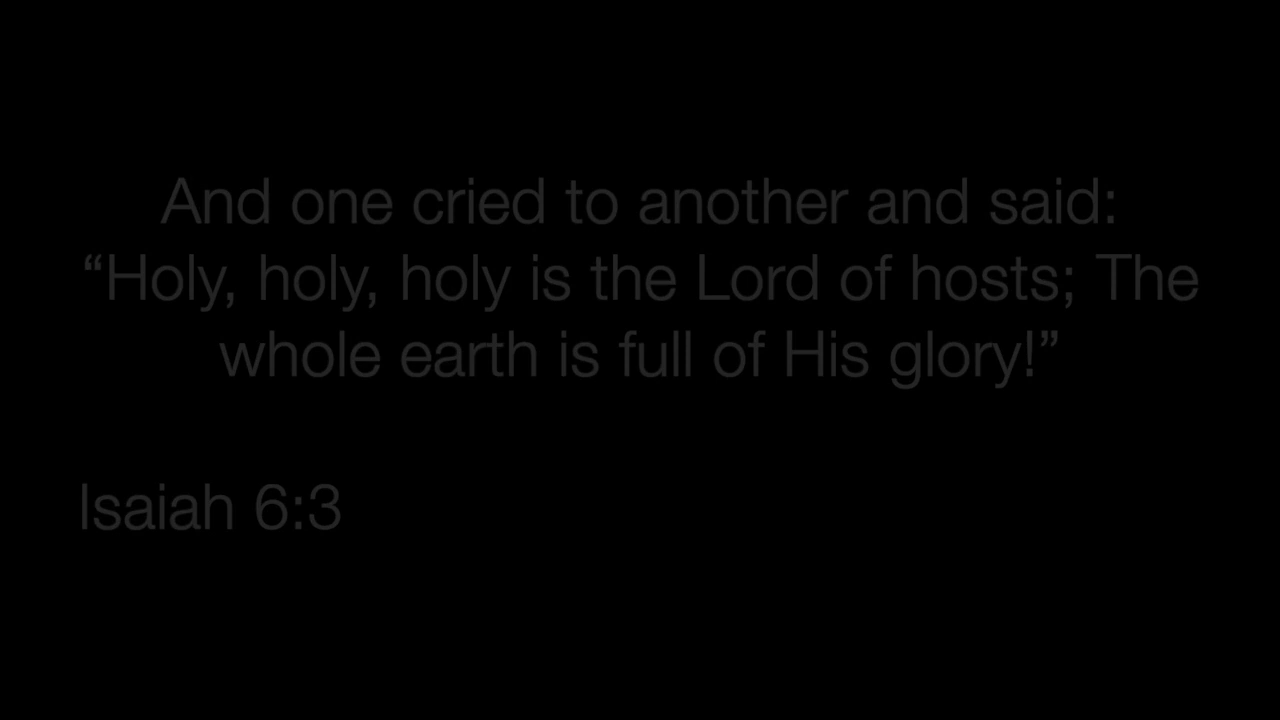 And one cried to another and said:
“Holy, holy, holy is the Lord of hosts; The
whole earth is full of His glory!”
Isaiah 6:3